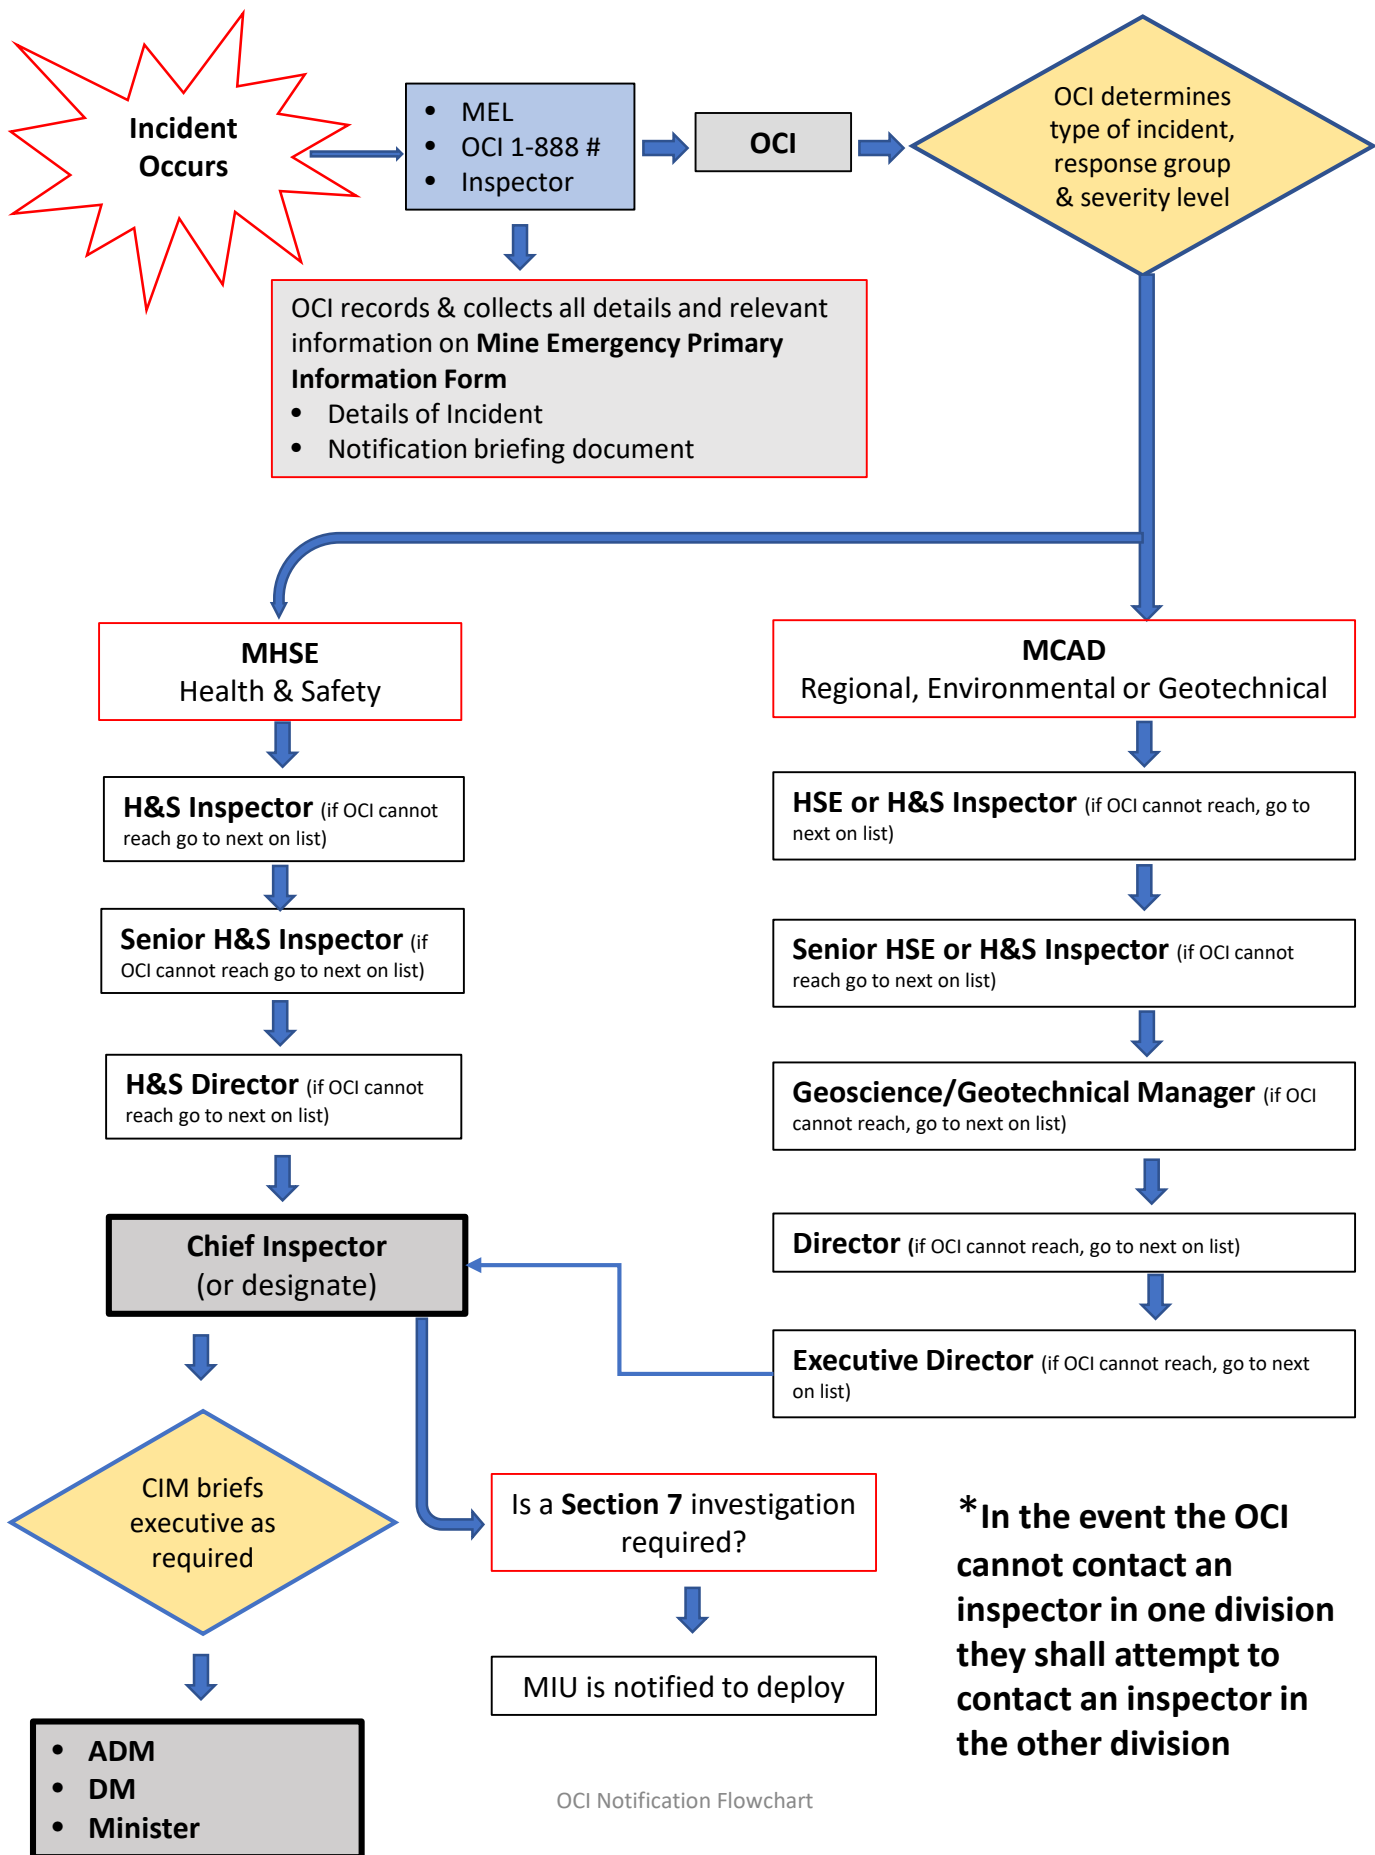 Incident
Occurs
• MEL
• OCI 1-888 #
• Inspector
OCI
OCI determines
type of incident,
response group
& severity level
OCI records & collects all details and relevant
information on Mine Emergency Primary
Information Form
• Details of Incident
• Notification briefing document
MHSE
Health & Safety
H&S Inspector (if OCI cannot
reach go to next on list)
Senior H&S Inspector (if
OCI cannot reach go to next on list)
H&S Director (if OCI cannot
reach go to next on list)
Chief Inspector
(or designate)
MCAD
Regional, Environmental or Geotechnical
HSE or H&S Inspector (if OCI cannot reach, go to
next on list)
Senior HSE or H&S Inspector (if OCI cannot
reach go to next on list)
Geoscience/Geotechnical Manager (if OCI
cannot reach, go to next on list)
Director (if OCI cannot reach, go to next on list)
Executive Director (if OCI cannot reach, go to next
on list)
CIM briefs
executive as
required
• ADM
• DM
• Minister
Is a Section 7 investigation
required?
MIU is notified to deploy
*In the event the OCI
cannot contact an
inspector in one division
they shall attempt to
contact an inspector in
the other division
OCI Notification Flowchart